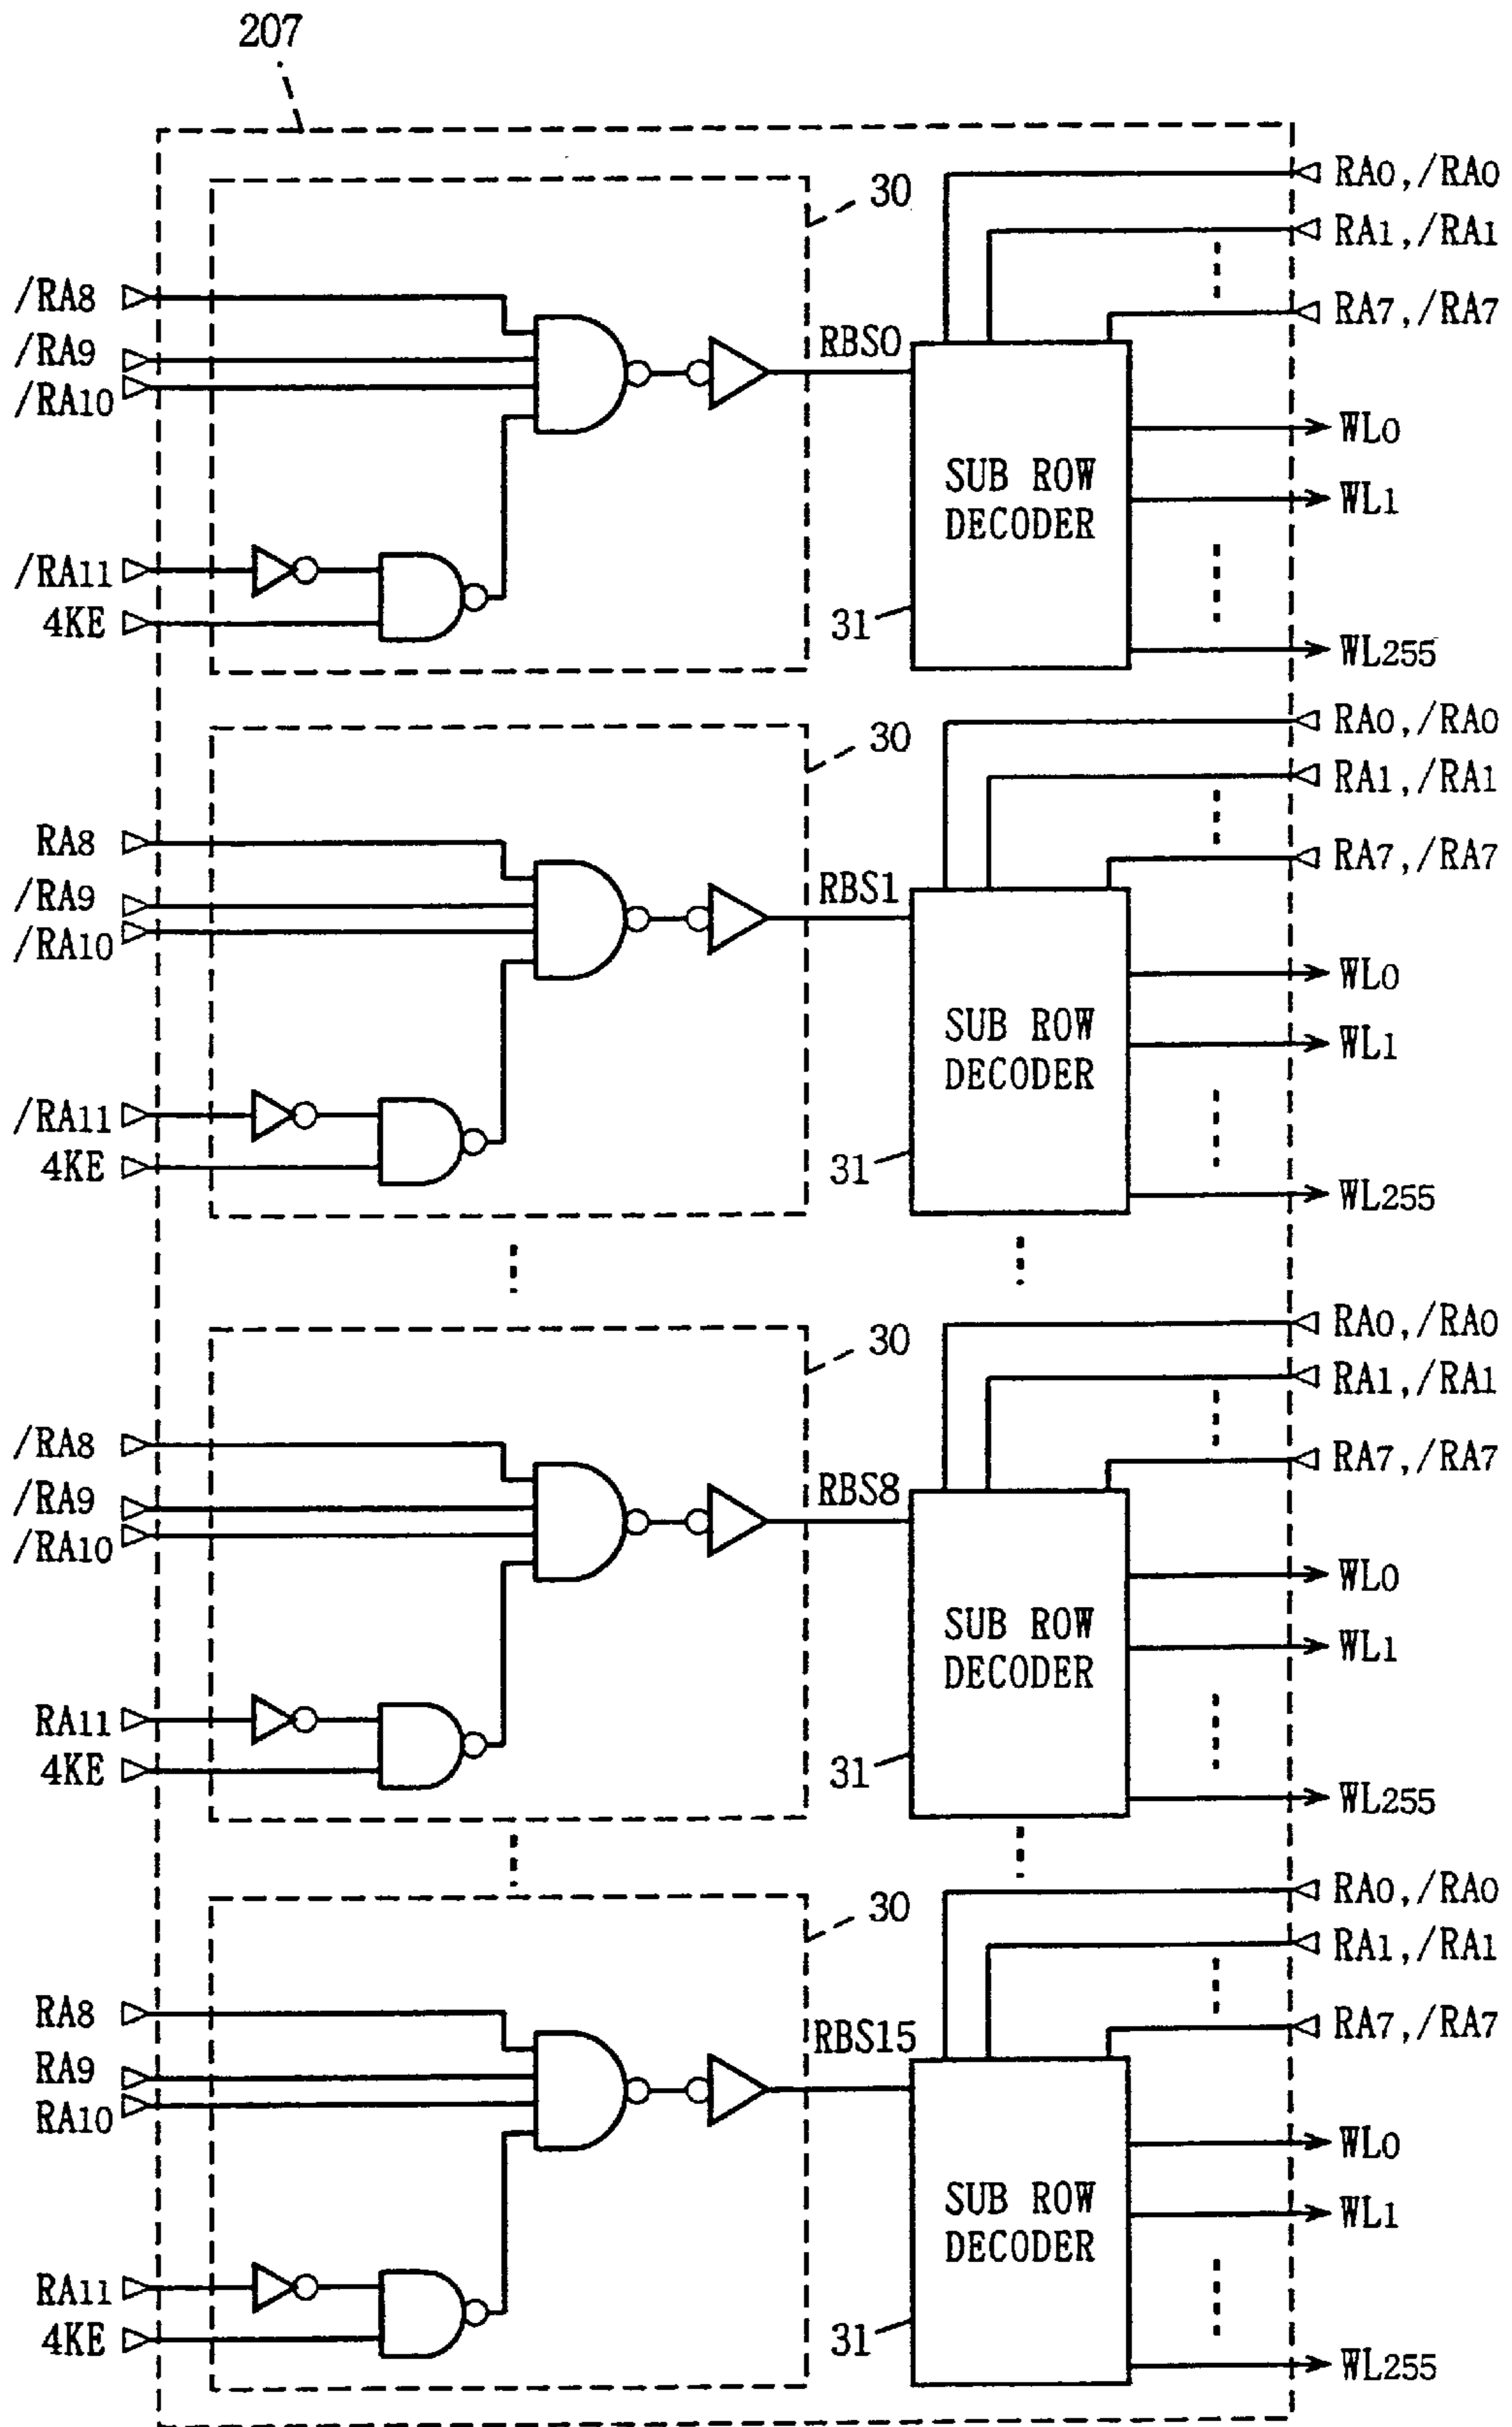 207
30
RA0,/RA0
RA1,/RA1
RA7,/RA7
/RA8
/RA9
/RA10
RBS0
SUB ROW
DECODER
WL0
WL1
/RA11
4KE
31
WL255
30
RA0,/RA0
RA1,/RA1
RA7,/RA7
RA8
/RA9
/RA10
RBS1
SUB ROW
DECODER
WL0
WL1
/RA11
4KE
31
WL255
30
RA0,/RA0
RA1,/RA1
RA7,/RA7
/RA8
/RA9
/RA10
RBS8
SUB ROW
DECODER
WL0
WL1
RA11
4KE
31
WL255
30
RA0,/RA0
RA1,/RA1
RA7,/RA7
RA8
RA9
RA10
RBS15
SUB ROW
DECODER
WL0
WL1
RA11
4KE
31
WL255